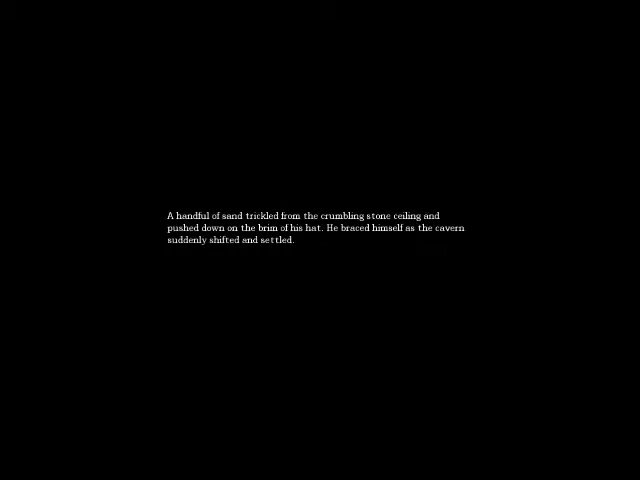 A handful of sand trickled from the crumbling stone ceiling and
pushed down on the brim of his hat. He braced himself as the cavern
suddenly shifted and settled.